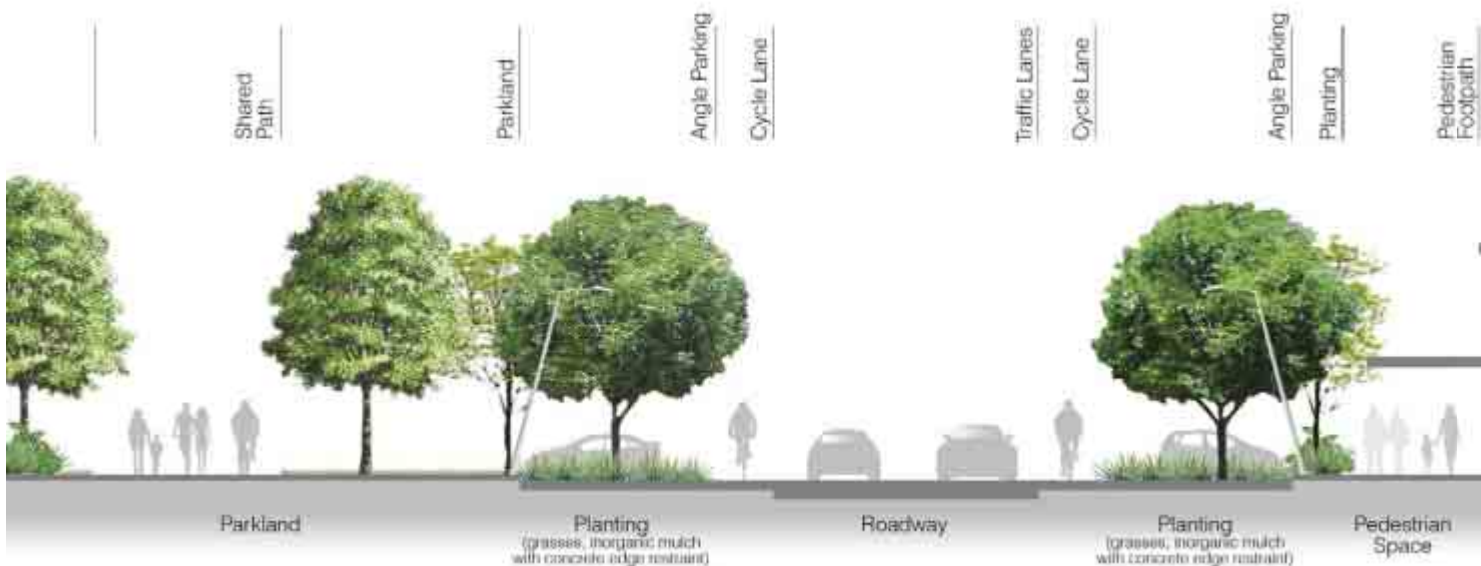 Shared
Path
Parkland
Angle Parking
Cycle Lane
Traffic Lanes
Cycle Lane
Angle Parking
Planting
Pedestrian
Footpath
Parkland
Planting
(grasses, inorganic mulch
with concrete edge restraint)
Roadway
Planting
(grasses, inorganic mulch
with concrete edge restraint)
Pedestrian
Space